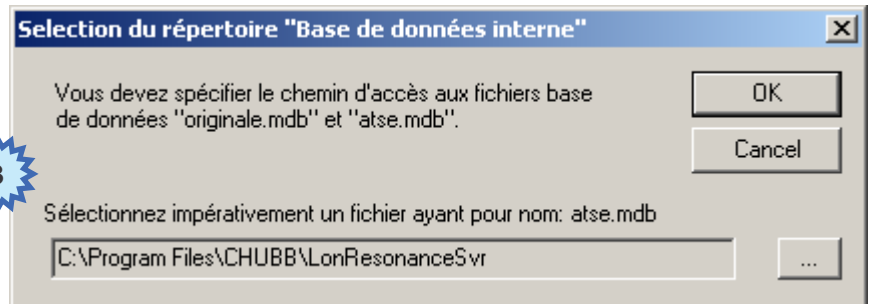 Selection du répertoire "Base de données interne"
Vous devez spécifier le chemin d'accès aux fichiers base
de données "originale.mdb" et "atse.mdb".
OK
Cancel
Sélectionnez impérativement un fichier ayant pour nom: atse.mdb
C:\Program Files\CHUBB\LonResonanceSvr
...